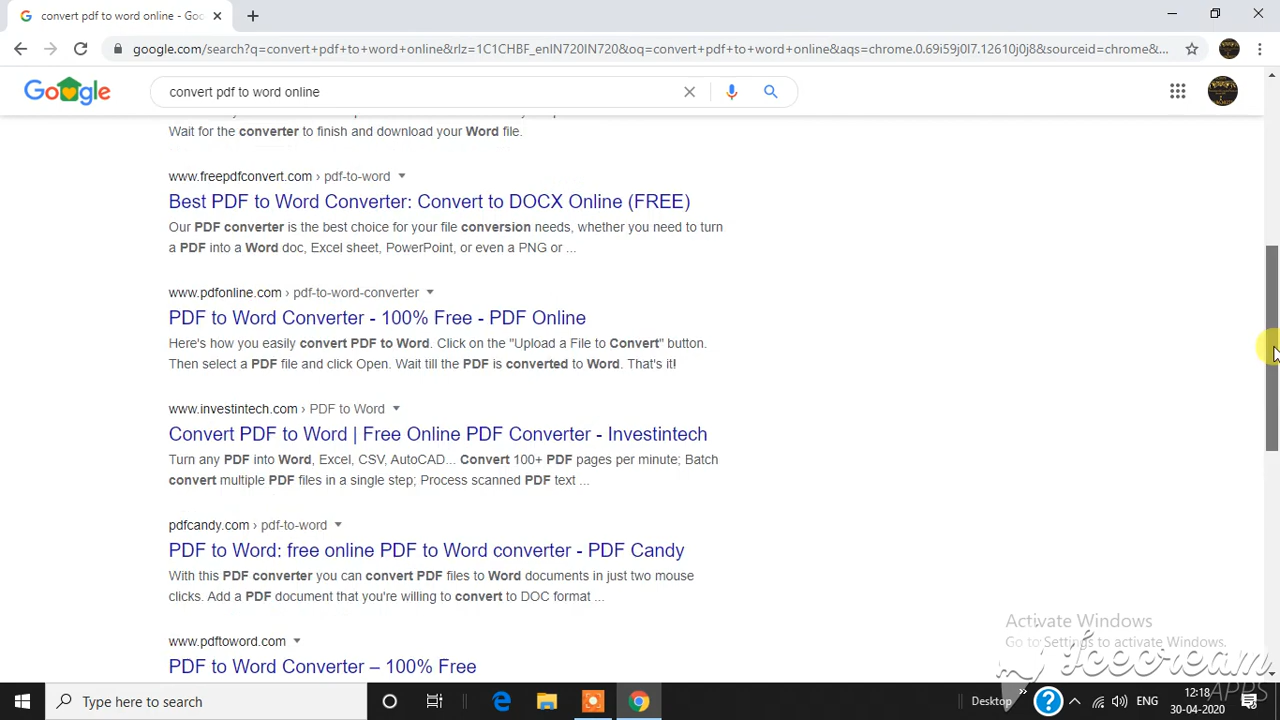 convert pdf to word online - Goo
google.com/search?q=convert+pdf+to+word+online&rlz=1C1CHBF_enIN720IN720&oq=convert+pdf+to+word+online&aqs=chrome.0.69i59j0l7.12610j0j8&sourceid=chrome&...
Google
convert pdf to word online
Wait for the converter to finish and download your Word file.
www.freepdfconvert.com › pdf-to-word
Best PDF to Word Converter: Convert to DOCX Online (FREE)
Our PDF converter is the best choice for your file conversion needs, whether you need to turn
a PDF into a Word doc, Excel sheet, PowerPoint, or even a PNG or ...
www.pdfonline.com › pdf-to-word-converter
PDF to Word Converter - 100% Free - PDF Online
Here's how you easily convert PDF to Word. Click on the "Upload a File to Convert" button.
Then select a PDF file and click Open. Wait till the PDF is converted to Word. That's it!
www.investintech.com › PDF to Word
Convert PDF to Word | Free Online PDF Converter - Investintech
Turn any PDF into Word, Excel, CSV, AutoCAD... Convert 100+ PDF pages per minute; Batch
convert multiple PDF files in a single step; Process scanned PDF text ...
pdfcandy.com › pdf-to-word
PDF to Word: free online PDF to Word converter - PDF Candy
With this PDF converter you can convert PDF files to Word documents in just two mouse
clicks. Add a PDF document that you're willing to convert to DOC format ...
www.pdftoword.com
PDF to Word Converter – 100% Free
Activate Windows
Go to Settings to activate Windows.
Icecream
APPS
Type here to search
Desktop
ENG
12:18
30-04-2020